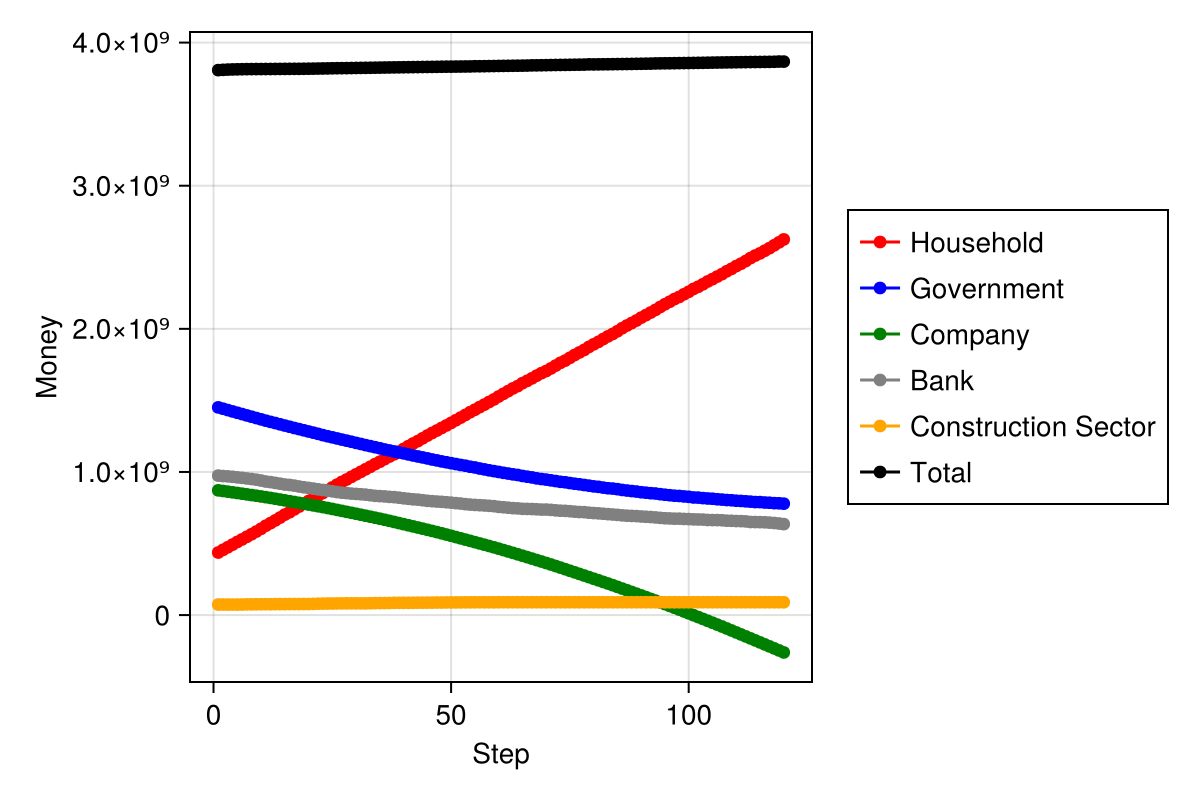 4.0×10⁹
3.0×10⁹
2.0×10⁹
1.0×10⁹
0
Money
0 50 100
Step
Household
Government
Company
Bank
Construction Sector
Total